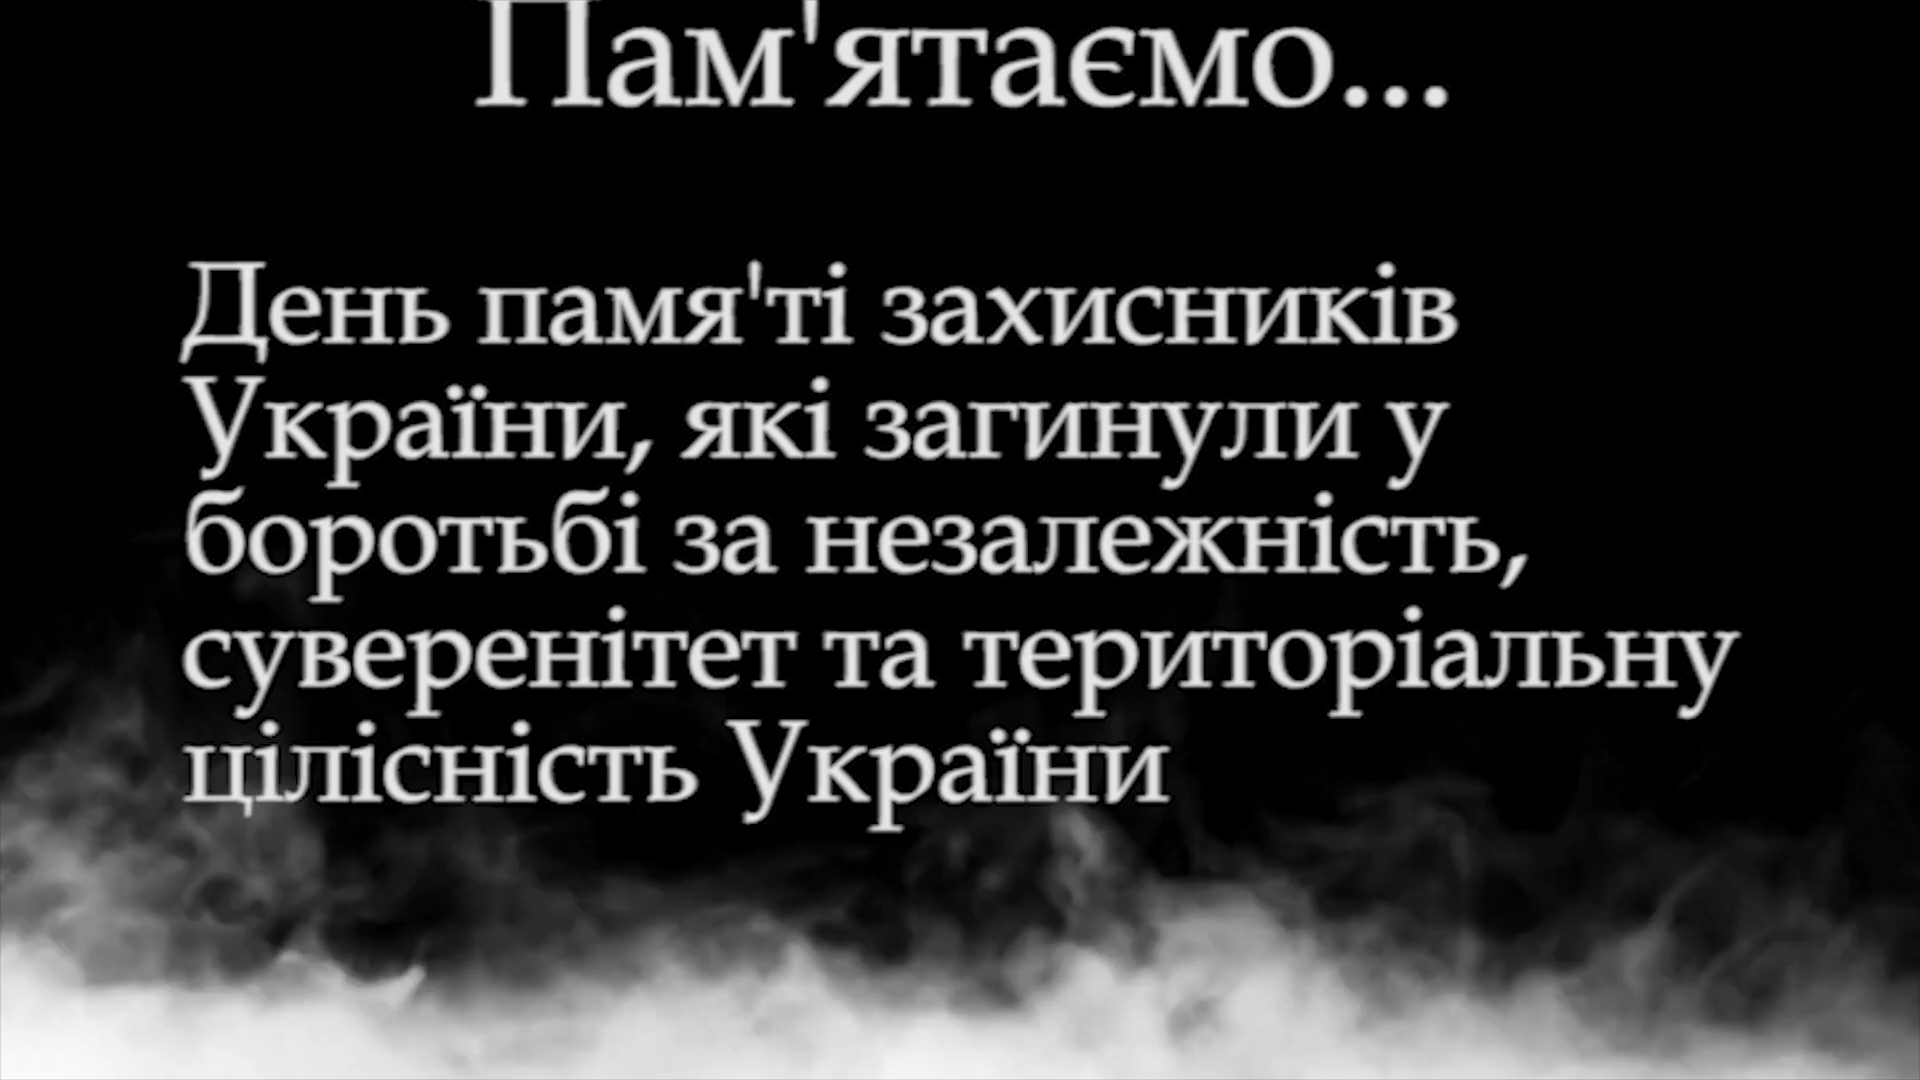 Пам'ятаємо...
День памя'ті захисників
України, які загинули у
боротьбі за незалежність,
суверенітет та територіальну
цілісність України